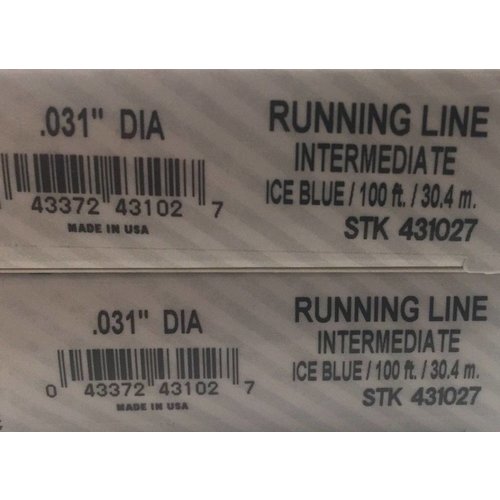 .031" DIA
43372 43102 7
MADE IN USA
RUNNING LINE
INTERMEDIATE
ICE BLUE / 100 ft. / 30.4 m.
STK 431027
.031" DIA
0 43372 43102 7
MADE IN USA
RUNNING LINE
INTERMEDIATE
ICE BLUE / 100 ft. / 30.4 m.
STK 431027